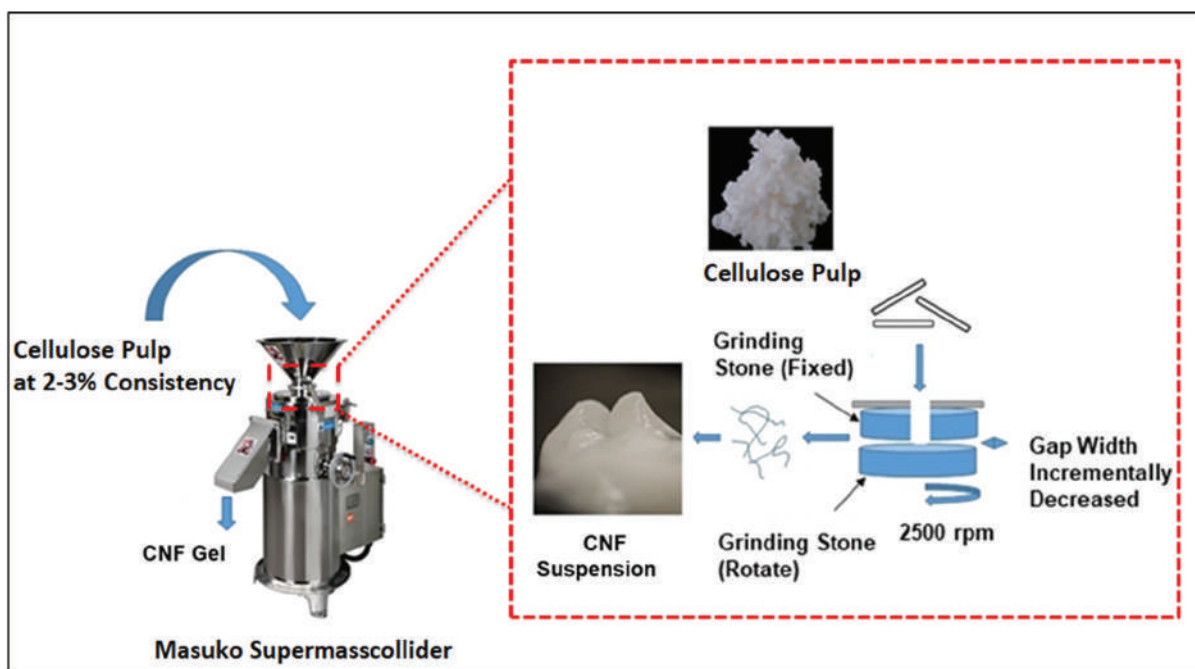 Cellulose Pulp
at 2-3% Consistency
CNF Gel
Masuko Supermasscollider
Cellulose Pulp
Grinding
Stone (Fixed)
Gap Width
Incrementally
Decreased
2500 rpm
Grinding Stone
(Rotate)
CNF
Suspension